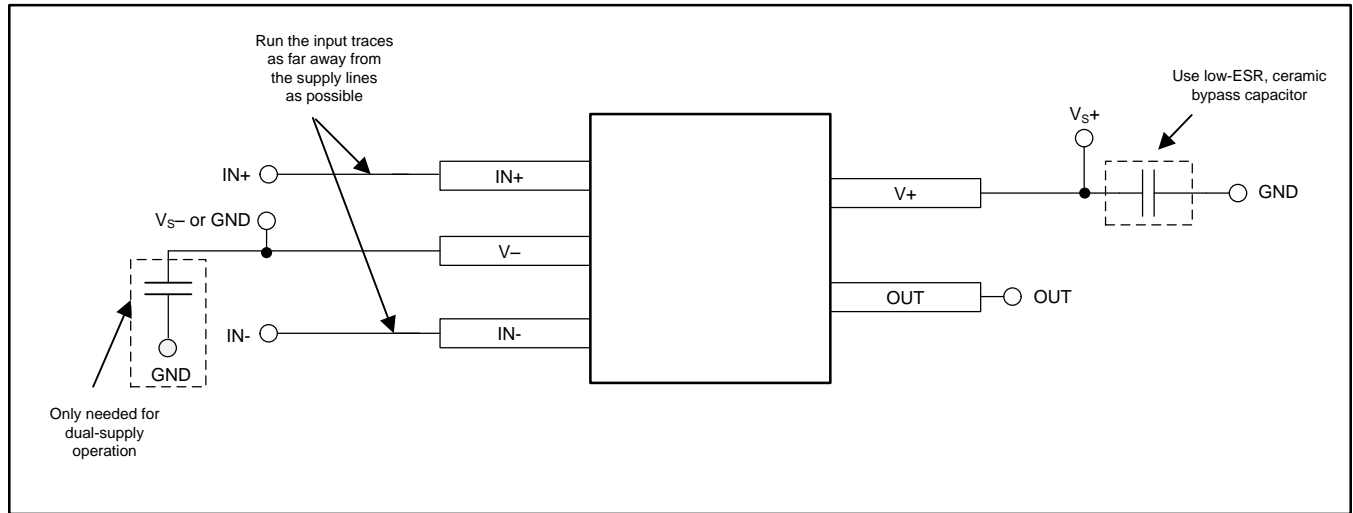 Run the input traces
as far away from
the supply lines
as possible
Use low-ESR, ceramic
bypass capacitor
VS+
IN+
IN+
V+
GND
VS– or GND
V–
OUT
OUT
IN-
IN-
GND
Only needed for
dual-supply
operation